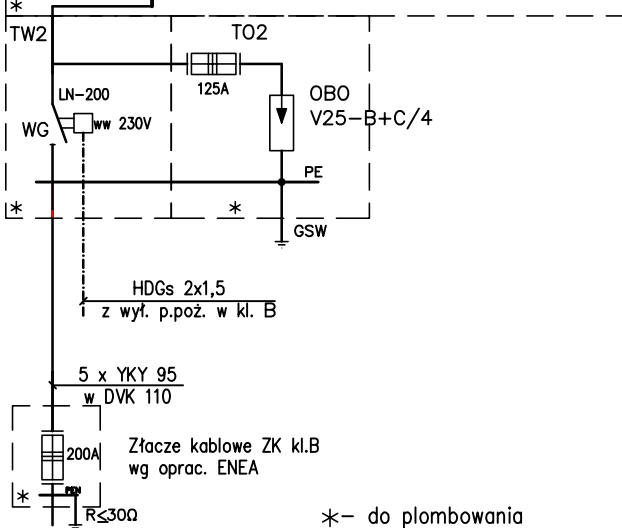 *
TW2
TO2
LN-200
125A
OBO
V25-B+C/4
WG
ww 230V
PE
*
*
GSW
HDGs 2x1,5
z wył. p.poż. w kl. B
5 x YKY 95
w DVK 110
200A
Złacze kablowe ZK kl.B
wg oprac. ENEA
*
PEN
R≤30Ω
*- do plombowania